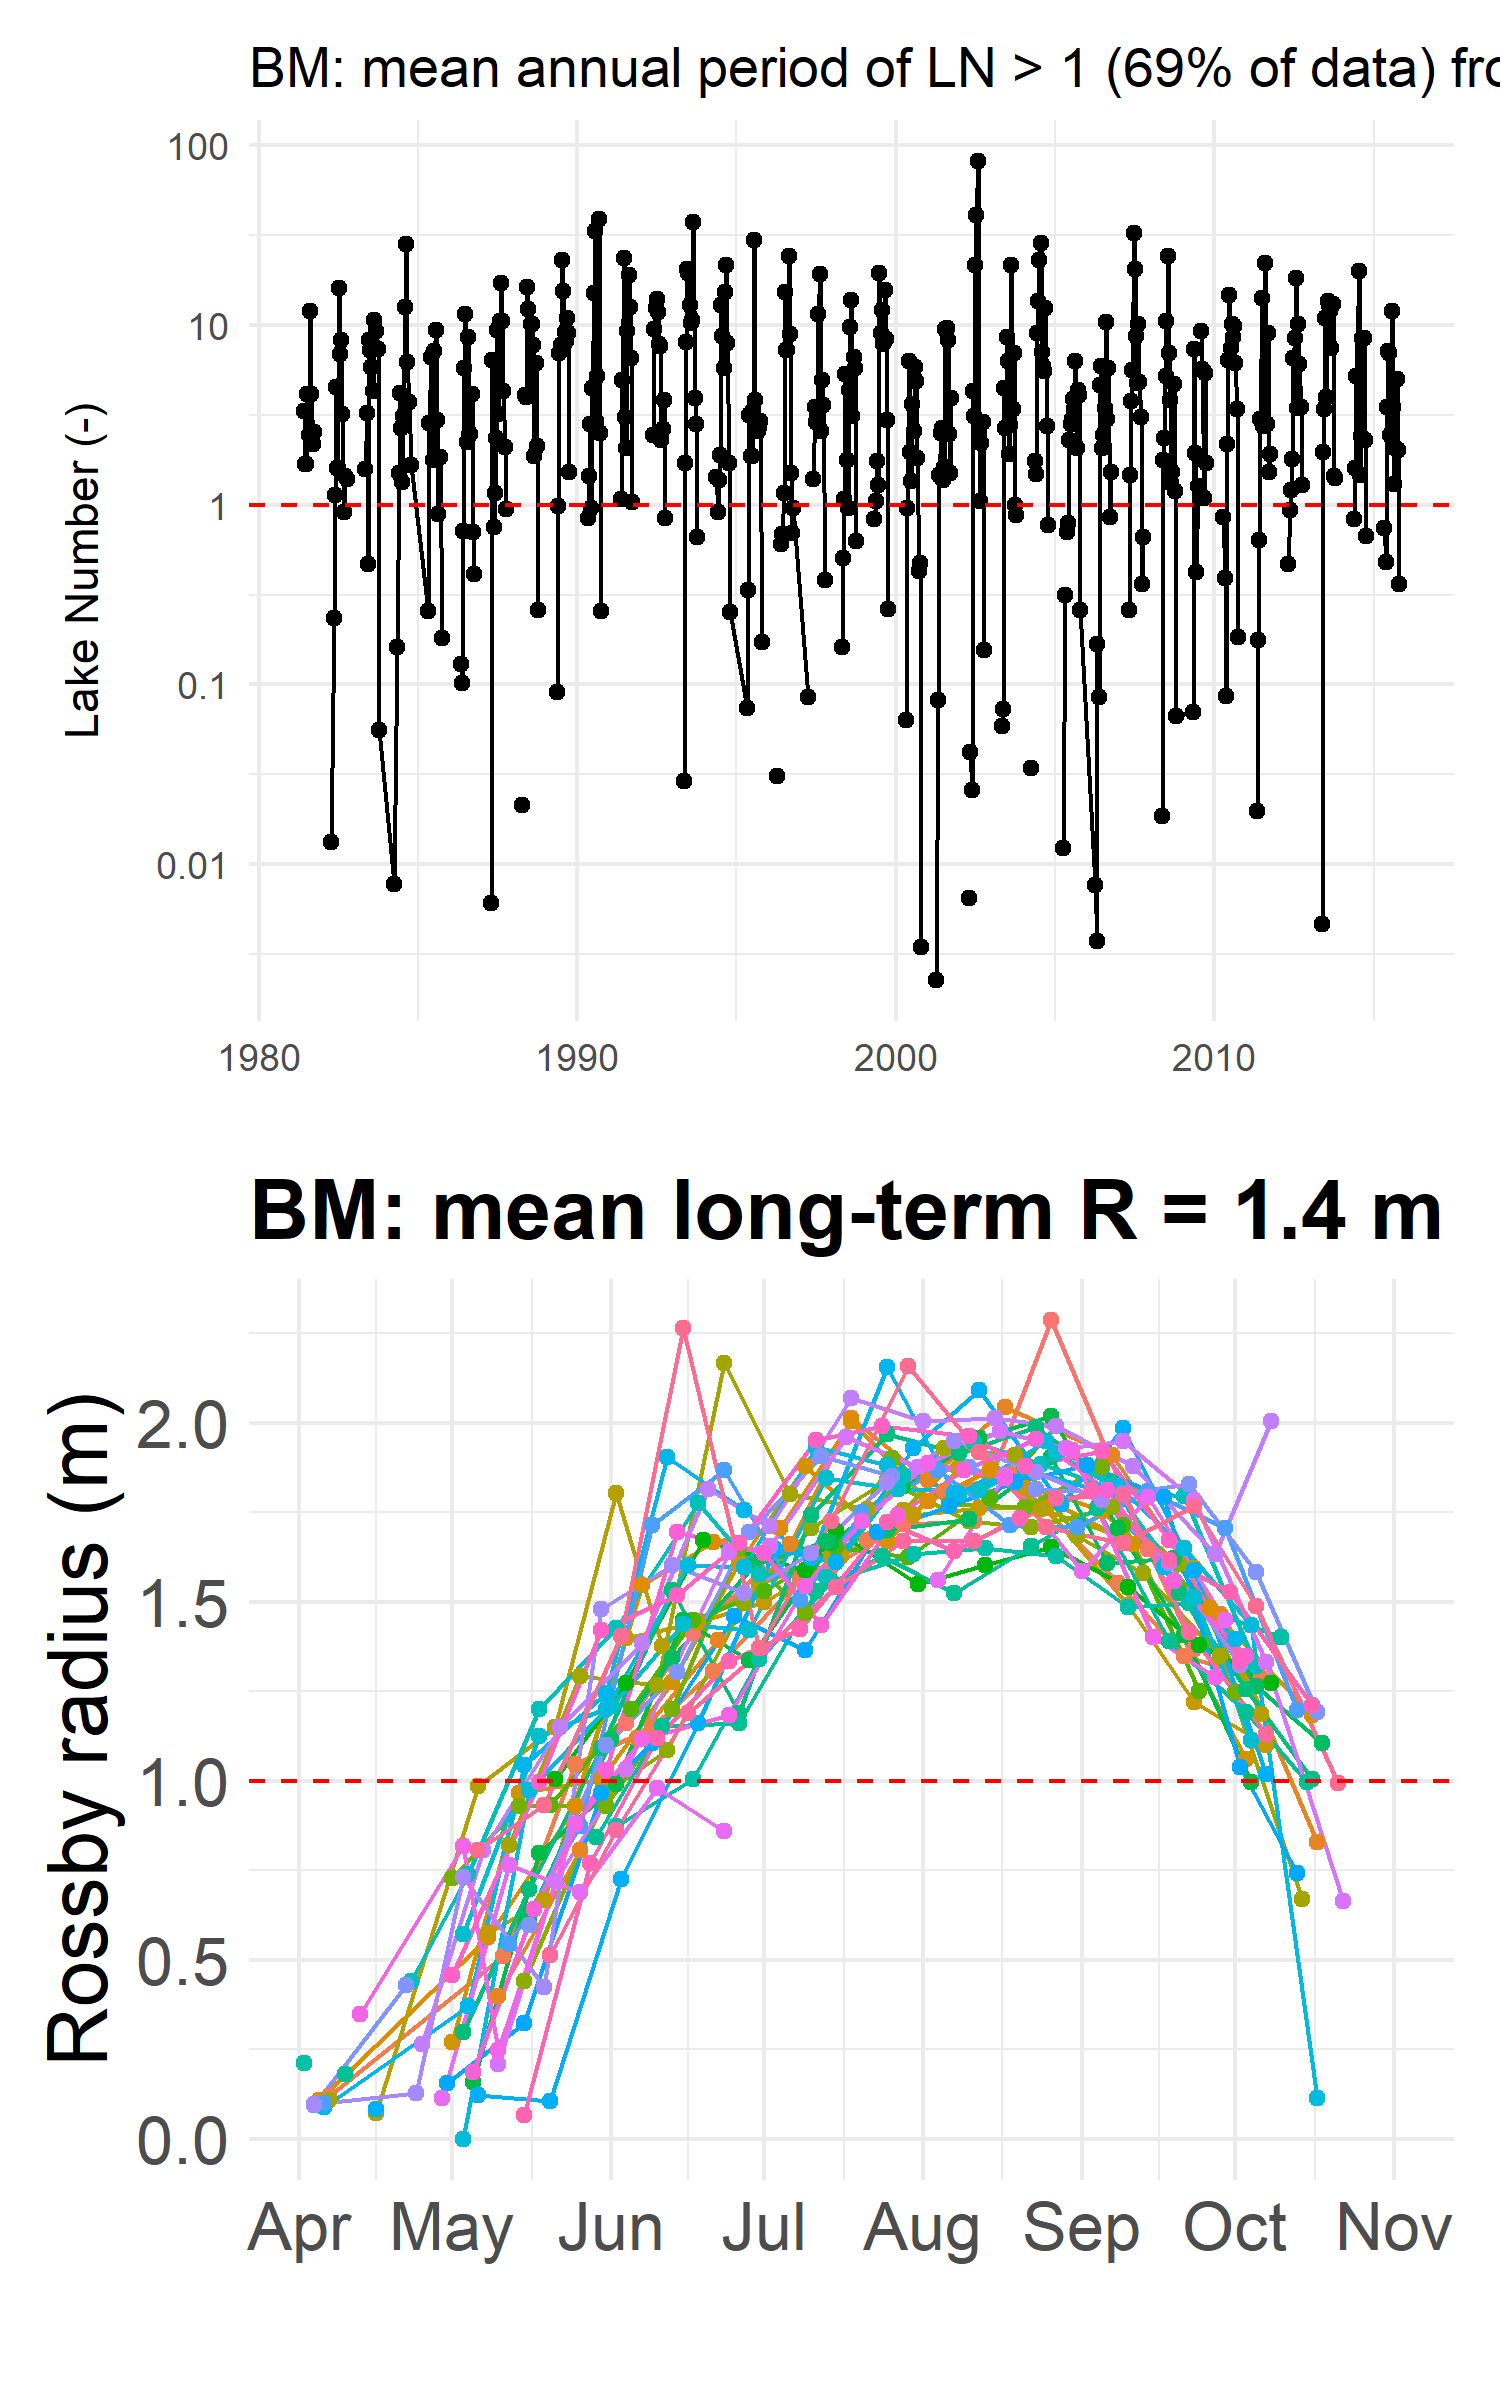 BM: mean annual period of LN > 1 (69% of data) fro
100
10
1
0.1
0.01
Lake Number (-)
1980 1990 2000 2010
BM: mean long-term R = 1.4 m
2.0
1.5
1.0
0.5
0.0
Rossby radius (m)
Apr May Jun Jul Aug Sep Oct Nov